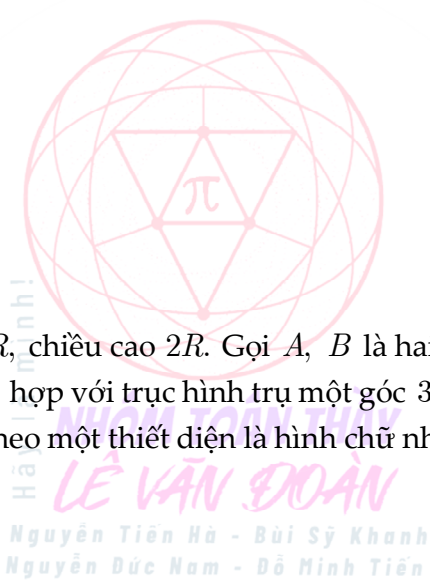 π
R, chiều cao 2R. Gọi A, B là hai
hợp với trục hình trụ một góc 3
heo một thiết diện là hình chữ nh
NHÓM TOÁN THẦY
LÊ VĂN ĐOÀN
Nguyễn Tiến Hà - Bùi Sỹ Khanh
Nguyễn Đức Nam - Đỗ Minh Tiến